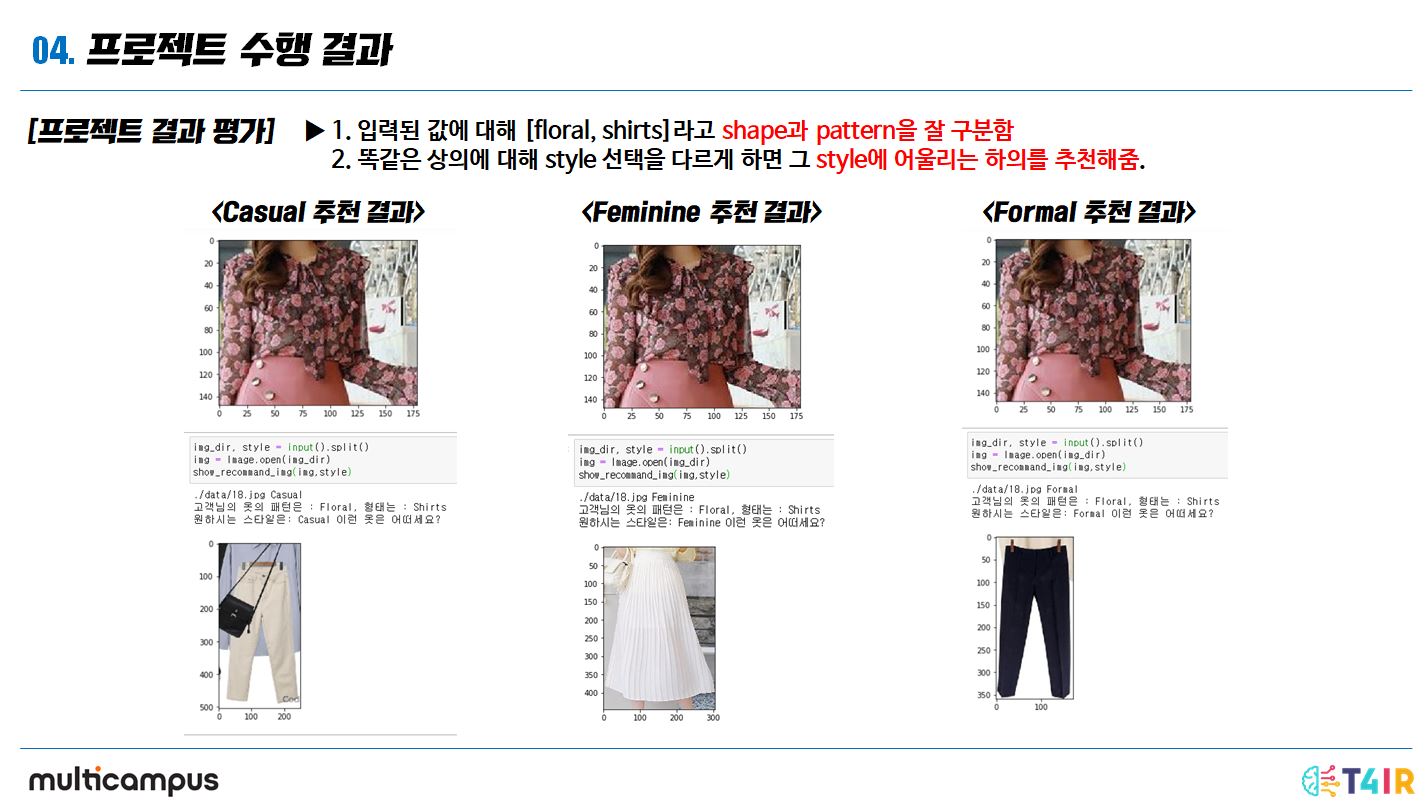 04. 프로젝트 수행 결과
[프로젝트 결과 평가] ▶ 1. 입력된 값에 대해 [floral, shirts]라고 shape과 pattern을 잘 구분함
2. 똑같은 상의에 대해 style 선택을 다르게 하면 그 style에 어울리는 하의를 추천해줌.
<Casual 추천 결과>
0
20
40
60
80
100
120
140
0 25 50 75 100 125 150 175
img_dir, style = input().split()
img = Image.open(img_dir)
show_recommand_img(img,style)
./data/18.jpg Casual
고객님의 옷의 패턴은 : Floral, 형태는 : Shirts
원하시는 스타일은: Casual 이런 옷은 어떠세요?
0
100
200
300
400
500
0 100 200
<Feminine 추천 결과>
0
20
40
60
80
100
120
140
0 25 50 75 100 125 150 175
img_dir, style = input().split()
img = Image.open(img_dir)
show_recommand_img(img,style)
./data/18.jpg Feminine
고객님의 옷의 패턴은 : Floral, 형태는 : Shirts
원하시는 스타일은: Feminine 이런 옷은 어떠세요?
0
50
100
150
200
250
300
350
400
0 100 200 300
<Formal 추천 결과>
0
20
40
60
80
100
120
140
0 25 50 75 100 125 150 175
img_dir, style = input().split()
img = Image.open(img_dir)
show_recommand_img(img,style)
./data/18.jpg Formal
고객님의 옷의 패턴은 : Floral, 형태는 : Shirts
원하시는 스타일은: Formal 이런 옷은 어떠세요?
0
50
100
150
200
250
300
350
0 100
multicampus
T4IR